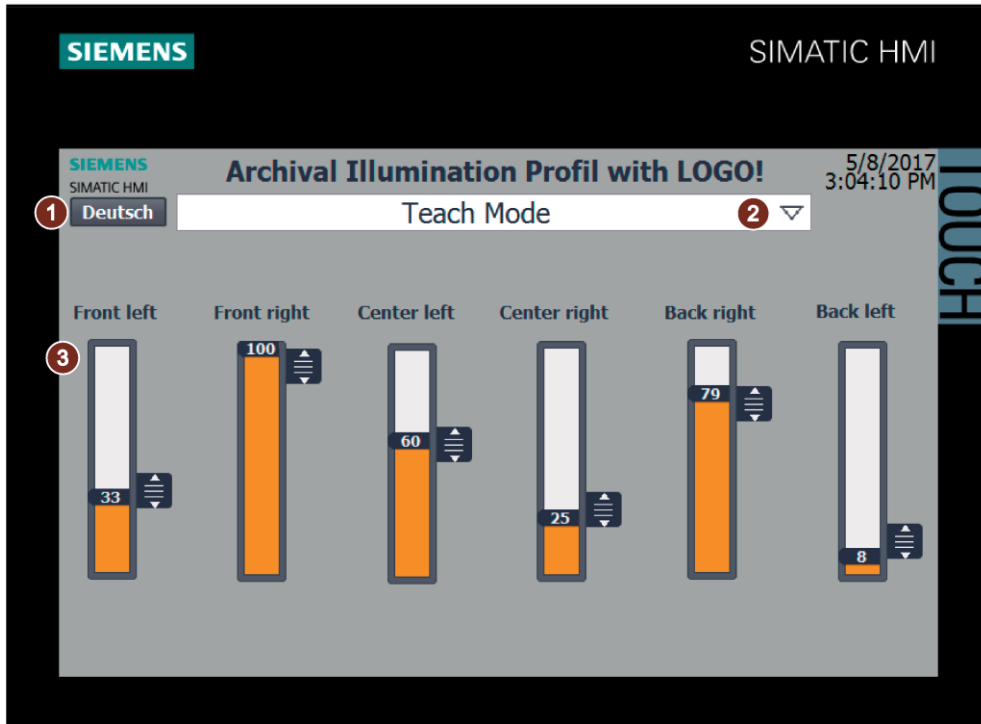 SIEMENS
SIMATIC HMI
SIEMENS
SIMATIC HMI
Archival Illumination Profil with LOGO!
5/8/2017
3:04:10 PM
TOUCH
1
Deutsch
Teach Mode
2
Front left
Front right
Center left
Center right
Back right
Back left
3
33
100
60
25
79
8